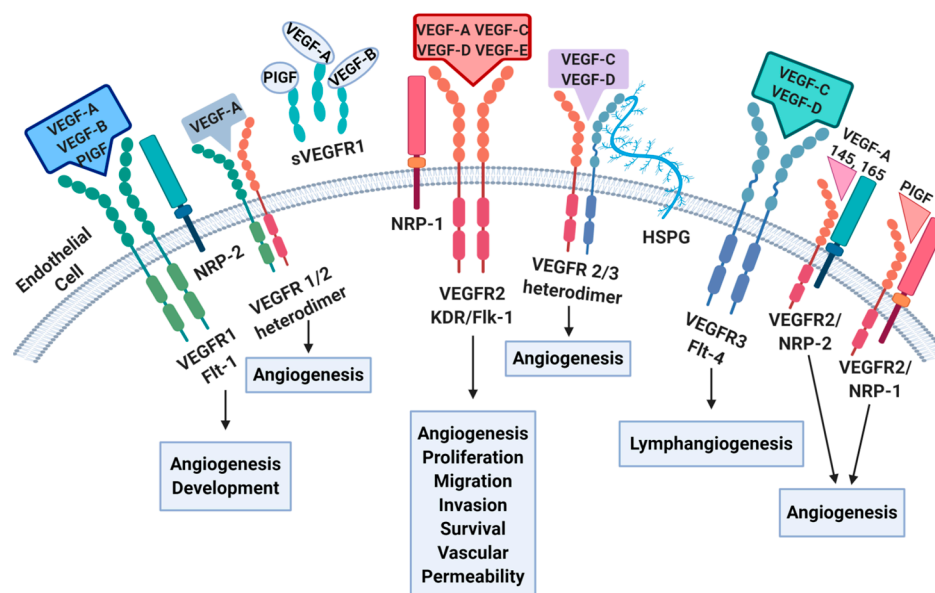 VEGF-A
VEGF-B
PlGF
Endothelial
Cell
VEGFR1
Flt-1
Angiogenesis
Development
NRP-2
VEGF-A
VEGFR 1/2
heterodimer
Angiogenesis
PlGF
VEGF-A
VEGF-B
sVEGFR1
VEGF-A VEGF-C
VEGF-D VEGF-E
NRP-1
VEGFR2
KDR/Flk-1
Angiogenesis
Proliferation
Migration
Invasion
Survival
Vascular
Permeability
VEGF-C
VEGF-D
VEGFR 2/3
heterodimer
Angiogenesis
HSPG
VEGF-C
VEGF-D
VEGFR3
Flt-4
Lymphangiogenesis
VEGF-A
145, 165
VEGFR2/
NRP-2
PlGF
VEGFR2/
NRP-1
Angiogenesis